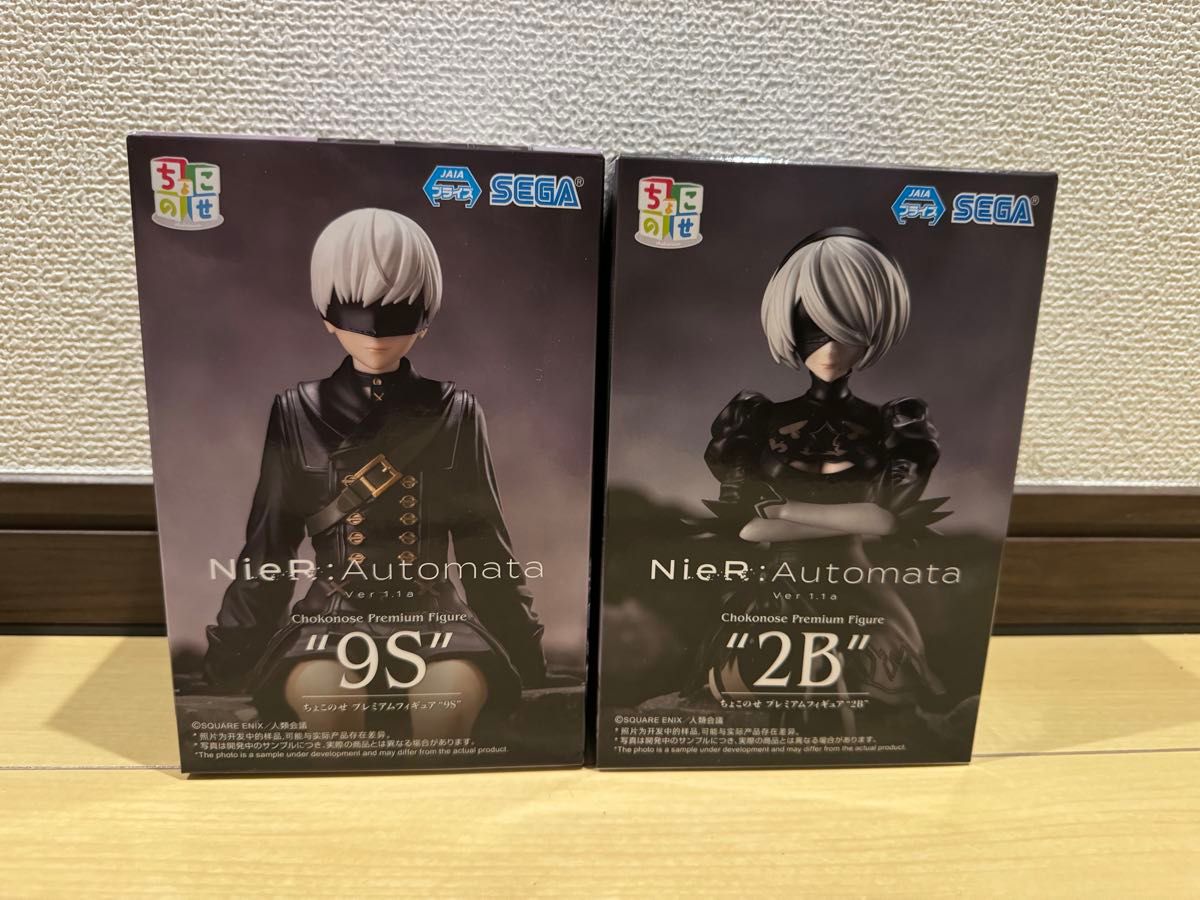 ちょこ
のせ
JAIA
プライズ
SEGA®
NieR:Automata
Ver 1.1a
Chokonose Premium Figure
"9S"
ちょこのせ プレミアムフィギュア"9S"
©SQUARE ENIX/人類会議
* 照片为开发中的样品,可能与实际产品存在差异。
*写真は開発中のサンプルにつき、実際の商品とは異なる場合があります。
*The photo is a sample under development and may differ from the actual product.
ちょこ
のせ
JAIA
プライズ
SEGA®
NieR:Automata
Ver 1.1a
Chokonose Premium Figure
"2B"
ちょこのせ プレミアムフィギュア"2B"
©SQUARE ENIX/人類会議
* 照片为开发中的样品,可能与实际产品存在差异。
*写真は開発中のサンプルにつき、実際の商品とは異なる場合があります。
*The photo is a sample under development and may differ from the actual product.